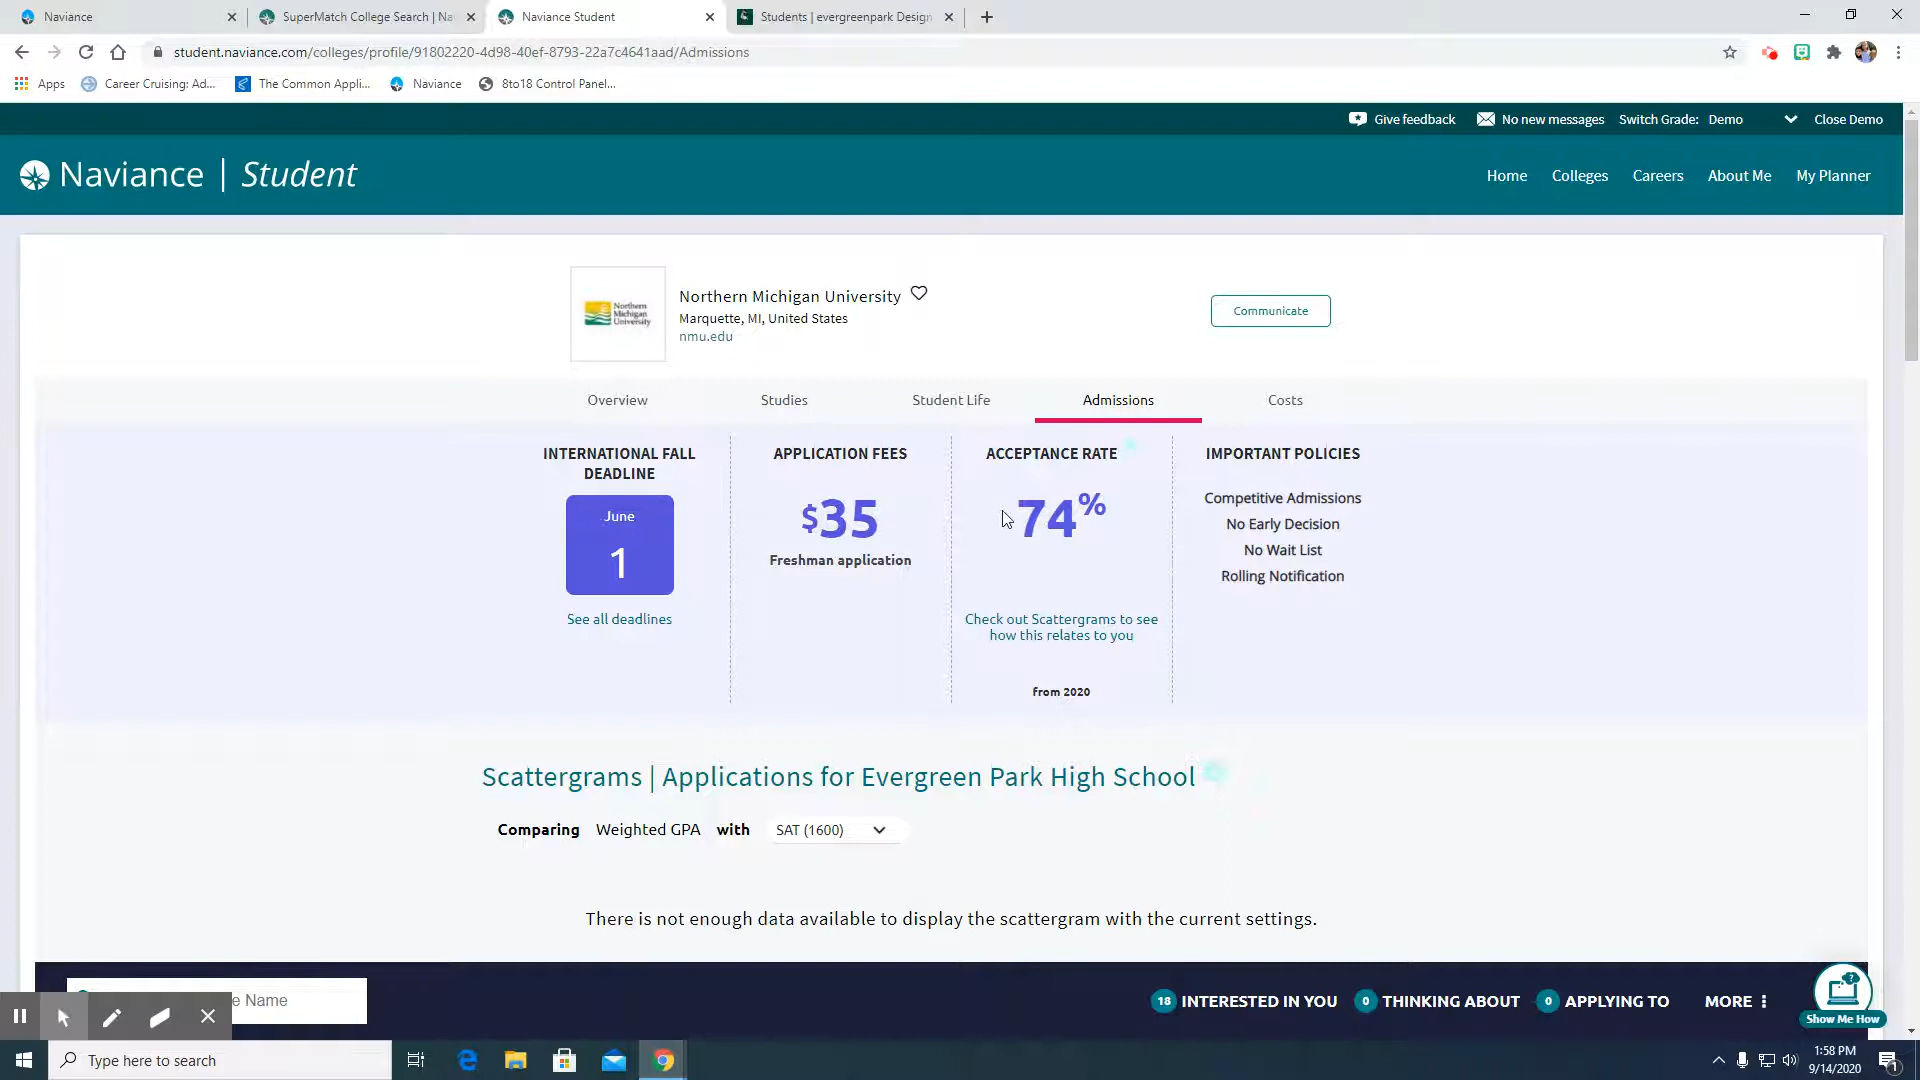 Naviance
SuperMatch College Search | Na
Naviance Student
Students | evergreenpark Design
student.naviance.com/colleges/profile/91802220-4d98-40ef-8793-22a7c4641aad/Admissions
Apps
Career Cruising: Ad...
The Common Appli...
Naviance
8to18 Control Panel...
Give feedback
No new messages
Switch Grade: Demo
Close Demo
Naviance | Student
Home
Colleges
Careers
About Me
My Planner
Northern Michigan University
Northern Michigan University
Marquette, MI, United States
nmu.edu
Communicate
Overview
Studies
Student Life
Admissions
Costs
INTERNATIONAL FALL
DEADLINE
June
1
See all deadlines
APPLICATION FEES
$35
Freshman application
ACCEPTANCE RATE
74%
Check out Scattergrams to see
how this relates to you
from 2020
IMPORTANT POLICIES
Competitive Admissions
No Early Decision
No Wait List
Rolling Notification
Scattergrams | Applications for Evergreen Park High School
Comparing Weighted GPA with SAT (1600)
There is not enough data available to display the scattergram with the current settings.
e Name
18 INTERESTED IN YOU
0 THINKING ABOUT
0 APPLYING TO
MORE
Show Me How
Type here to search
1:58 PM
9/14/2020
1